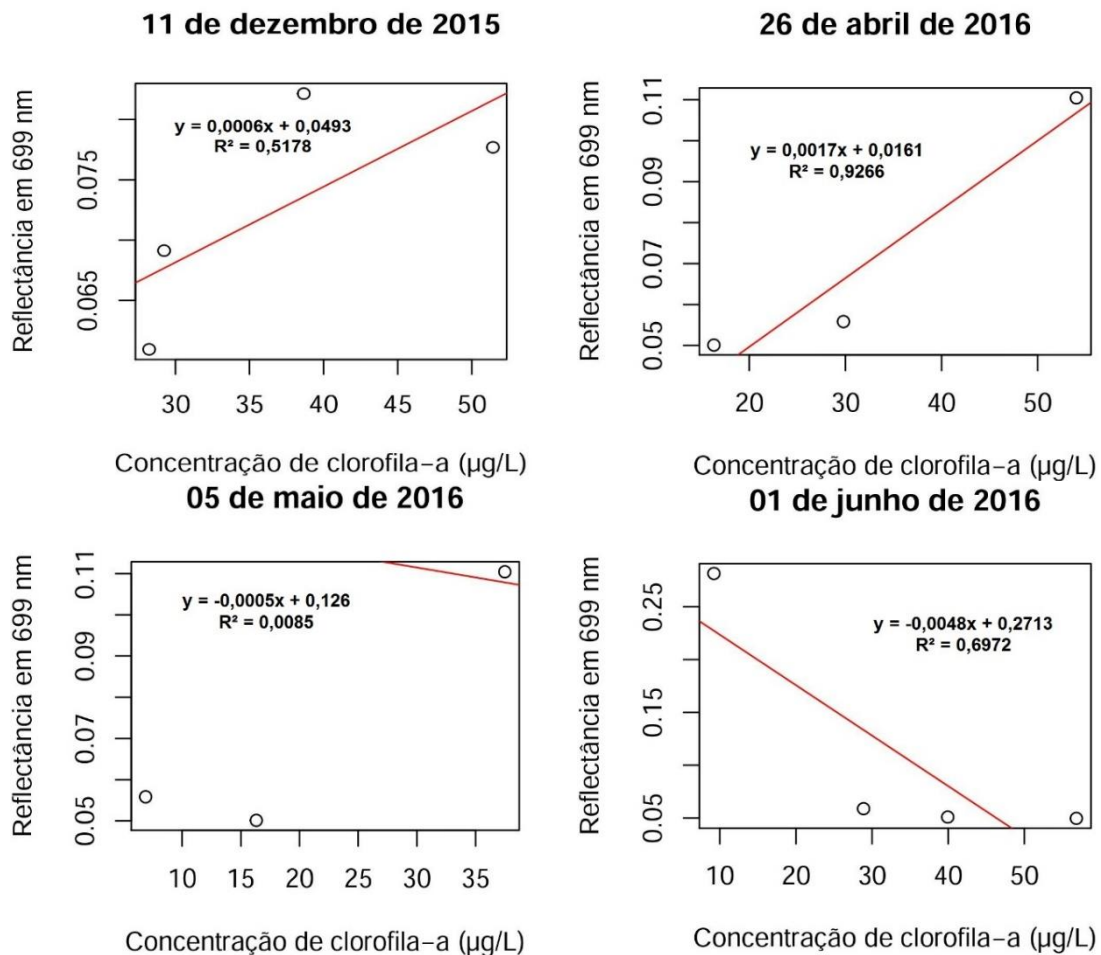 11 de dezembro de 2015
Reflectância em 699 nm
0.065
0.075
y = 0,0006x + 0,0493
R² = 0,5178
30 35 40 45 50
Concentração de clorofila-a (µg/L)
26 de abril de 2016
Reflectância em 699 nm
0.05
0.07
0.09
0.11
y = 0,0017x + 0,0161
R² = 0,9266
20 30 40 50
Concentração de clorofila-a (µg/L)
05 de maio de 2016
Reflectância em 699 nm
0.05
0.07
0.09
0.11
y = -0,0005x + 0,126
R² = 0,0085
10 15 20 25 30 35
Concentração de clorofila-a (µg/L)
01 de junho de 2016
Reflectância em 699 nm
0.05
0.15
0.25
y = -0,0048x + 0,2713
R² = 0,6972
10 20 30 40 50
Concentração de clorofila-a (µg/L)